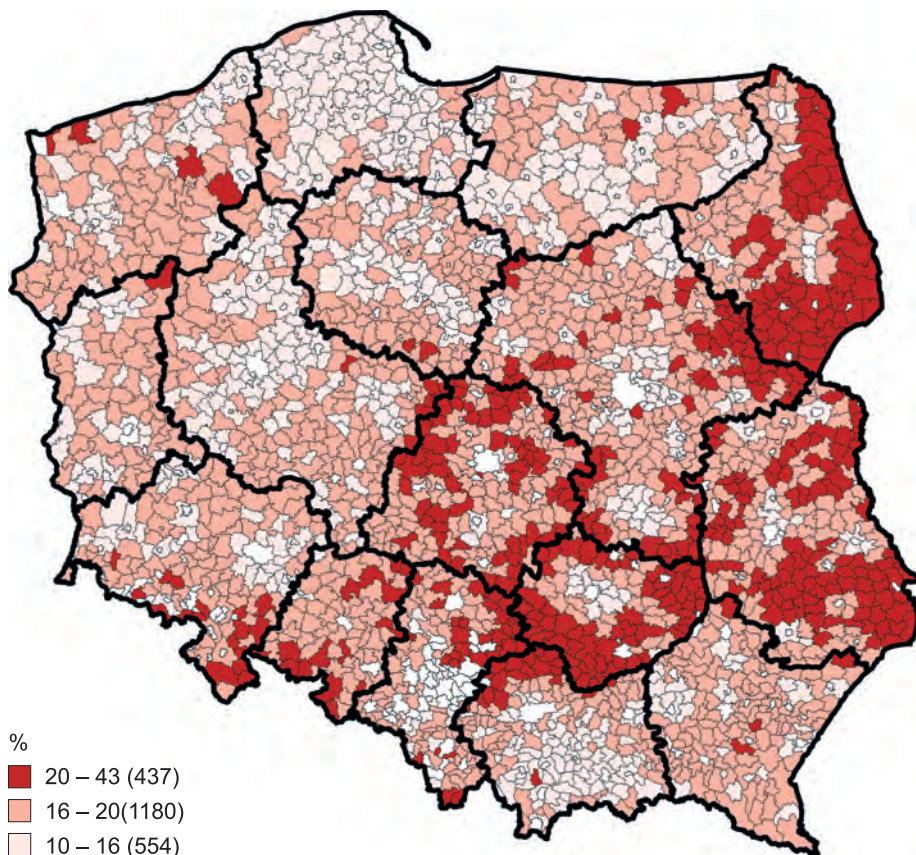 %
20 – 43 (437)
16 – 20(1180)
10 – 16 (554)